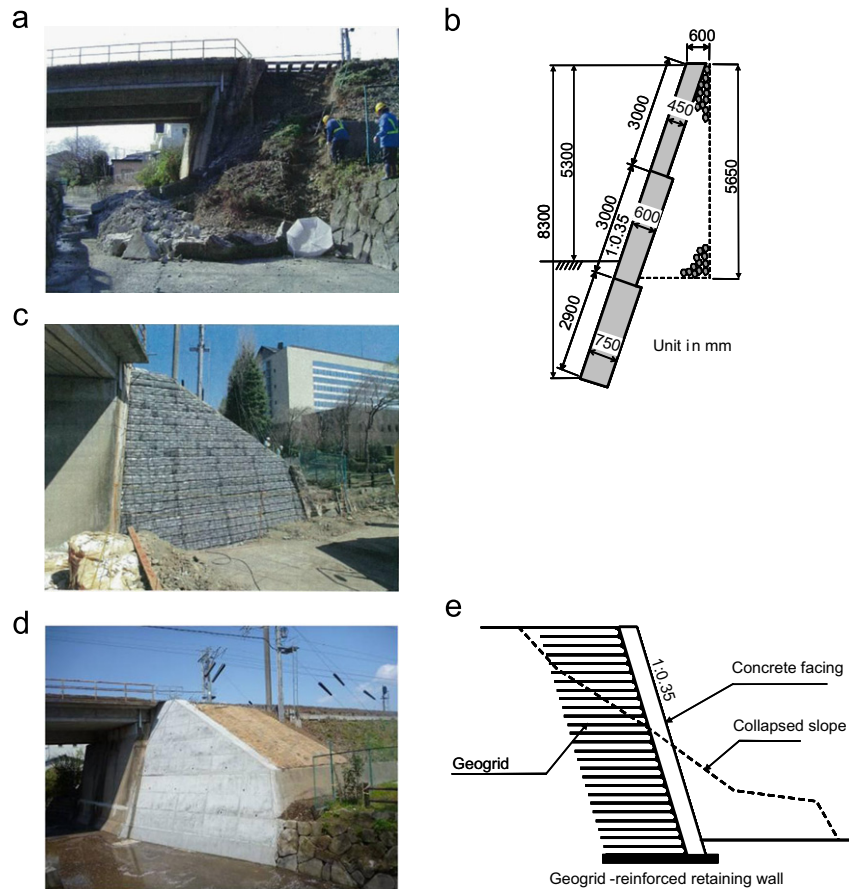 a
b
600
3000
450
5300
5650
8300
3000
1:0.35
600
2900
750
Unit in mm
c
d
e
1:0.35
Concrete facing
Collapsed slope
Geogrid
Geogrid -reinforced retaining wall